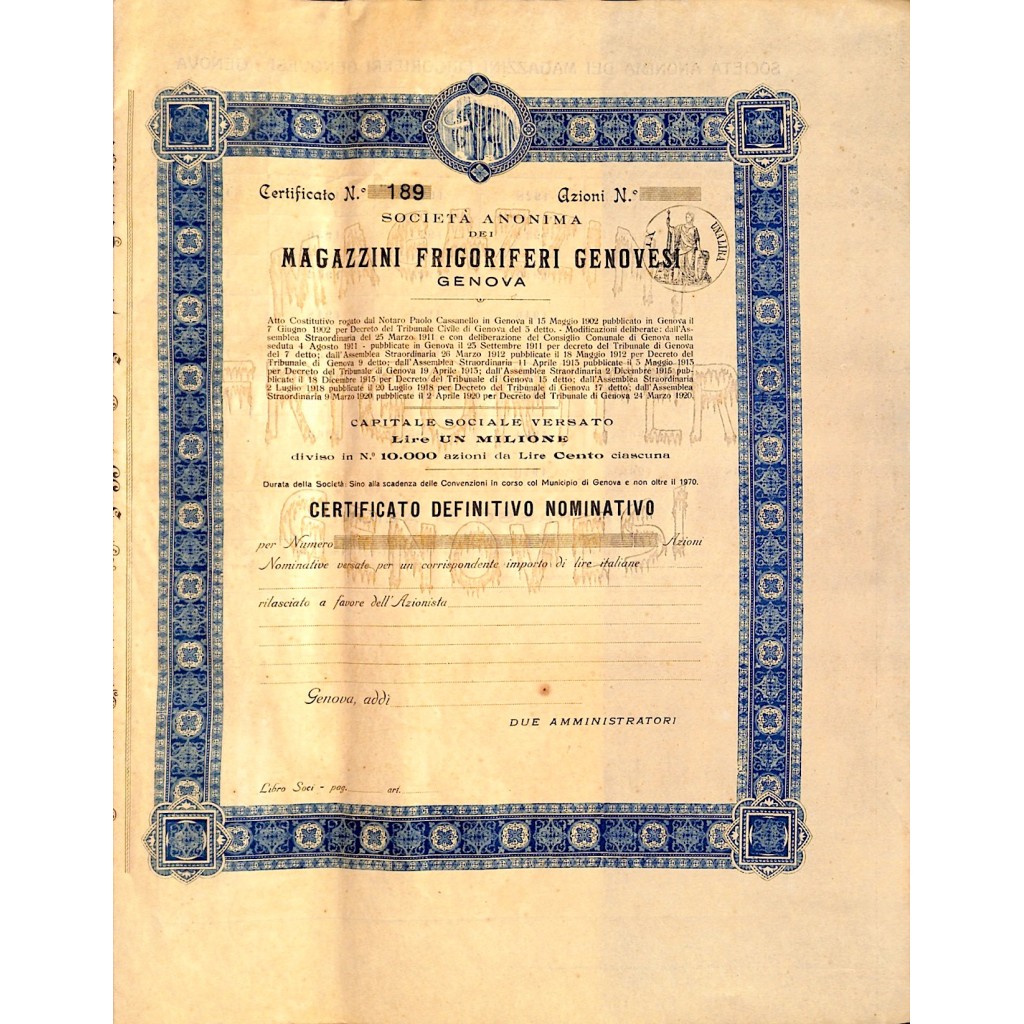 SOCIETÀ ANONIMA DEI MAGAZZINI FRIGORIFERI GENOVESI - GENOVA
Certificato N.º 189 Azioni N.º
SOCIETÀ ANONIMA
DEI
MAGAZZINI FRIGORIFERI GENOVESI
GENOVA
UNA LIRA
Atto Costitutivo rogato dal Notaro Paolo Cassanello in Genova il 15 Maggio 1902 pubblicato in Genova il
7 Giugno 1902 per Decreto del Tribunale Civile di Genova del 5 detto. - Modificazioni deliberate: dall'As-
semblea Straordinaria del 25 Marzo 1911 e con deliberazione del Consiglio Comunale di Genova nella
seduta 4 Agosto 1911 - pubblicate in Genova il 25 Settembre 1911 per decreto del Tribunale di Genova
del 7 detto; dall'Assemblea Straordinaria 26 Marzo 1912 pubblicate il 18 Maggio 1912 per Decreto del
Tribunale di Genova 9 detto; dall'Assemblea Straordinaria 11 Aprile 1915 pubblicate il 5 Maggio 1915
per Decreto del Tribunale di Genova 19 Aprile 1915; dall'Assemblea Straordinaria 2 Dicembre 1915 pub-
blicate il 18 Dicembre 1915 per Decreto del Tribunale di Genova 15 detto; dall'Assemblea Straordinaria
2 Luglio 1918 pubblicate il 20 Luglio 1918 per Decreto del Tribunale di Genova 17 detto; dall'Assemblea
Straordinaria 9 Marzo 1920 pubblicate il 2 Aprile 1920 per Decreto del Tribunale di Genova 24 Marzo 1920.
CAPITALE SOCIALE VERSATO
Lire UN MILIONE
diviso in N.º 10.000 azioni da Lire Cento ciascuna
Durata della Società: Sino alla scadenza delle Convenzioni in corso col Municipio di Genova e non oltre il 1970.
CERTIFICATO DEFINITIVO NOMINATIVO
per Numero Azioni
Nominative versate per un corrispondente importo di lire italiane
rilasciato a favore dell'Azionista
Genova, addì
DUE AMMINISTRATORI
Libro Soci - pag. art.
MAGAZZINI
FRIGORIFERI
GENOVESI